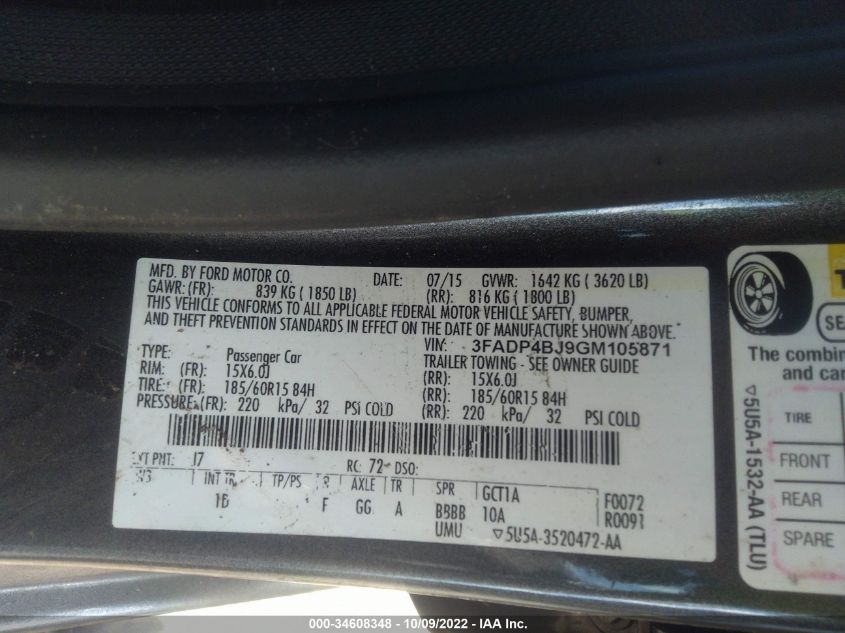 MFD. BY FORD MOTOR CO. DATE: 07/15 GVWR: 1642 KG ( 3620 LB)
GAWR: (FR): 839 KG ( 1850 LB) (RR): 816 KG ( 1800 LB)
THIS VEHICLE CONFORMS TO ALL APPLICABLE FEDERAL MOTOR VEHICLE SAFETY, BUMPER,
AND THEFT PREVENTION STANDARDS IN EFFECT ON THE DATE OF MANUFACTURE SHOWN ABOVE.
VIN: 3FADP4BJ9GM105871
TYPE: Passenger Car TRAILER TOWING - SEE OWNER GUIDE
RIM: (FR): 15X6.0J (RR): 15X6.0J
TIRE: (FR): 185/60R15 84H (RR): 185/60R15 84H
PRESSURE: (FR): 220 kPa/ 32 PSI COLD (RR): 220 kPa/ 32 PSI COLD
EXT PNT: J7 RC: 72 DSO:
INT TR TP/PS R AXLE TR SPR GCT1A F0072
F GG A BBBB 10A R0091
UMU ▽5U5A-3520472-AA
The combin
and car
TIRE
FRONT
REAR
SPARE
▽5U5A-1532-AA (TLU)
000-34608348 - 10/09/2022 - IAA Inc.